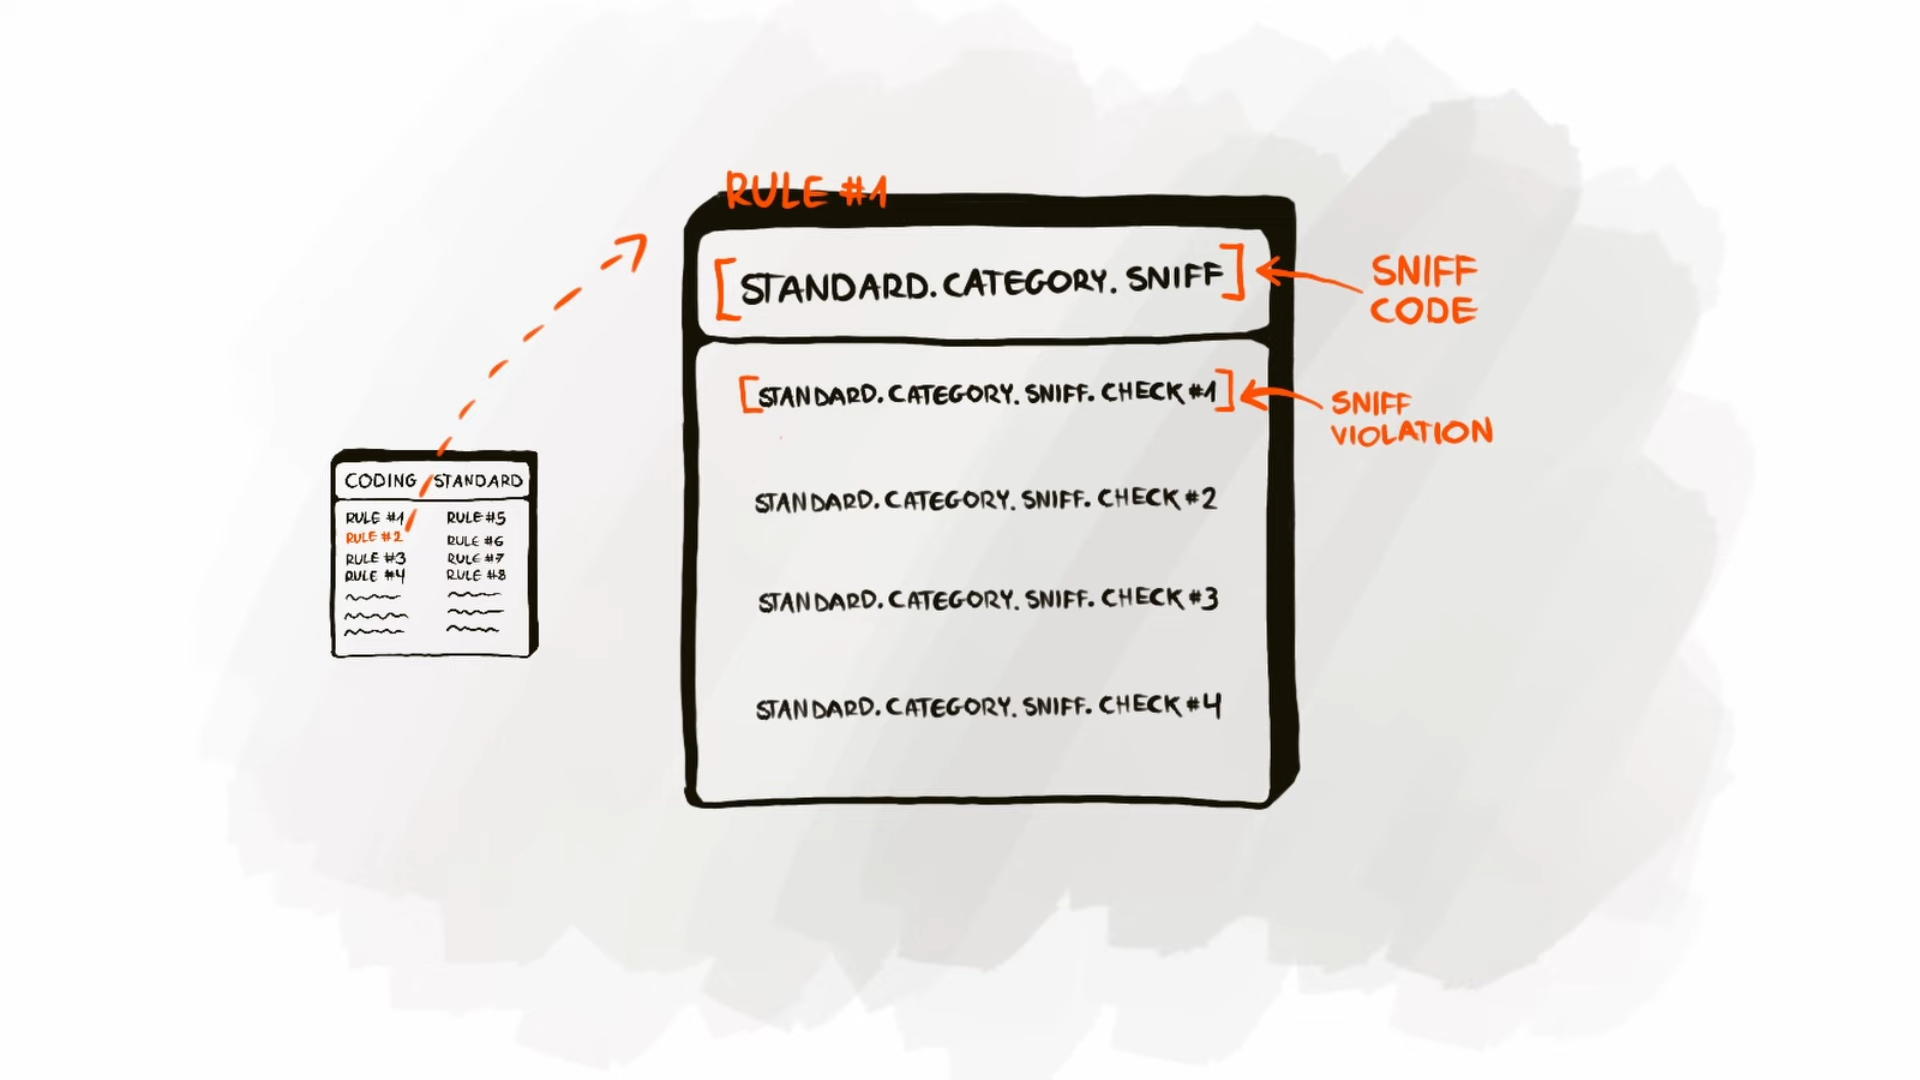 RULE #1
[STANDARD.CATEGORY.SNIFF]
SNIFF
CODE
[STANDARD.CATEGORY.SNIFF.CHECK #1]
SNIFF
VIOLATION
STANDARD.CATEGORY.SNIFF.CHECK #2
STANDARD.CATEGORY.SNIFF.CHECK #3
STANDARD.CATEGORY.SNIFF.CHECK #4
CODING STANDARD
RULE #1
RULE #2
RULE #3
RULE #4
RULE #5
RULE #6
RULE #7
RULE #8